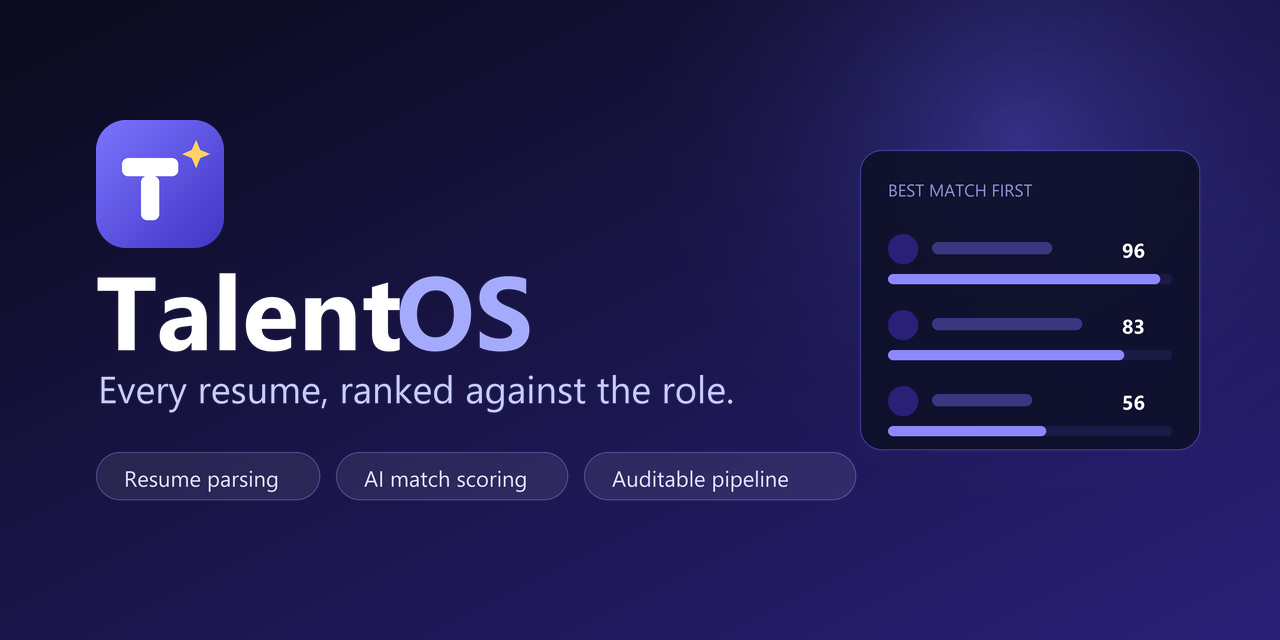 T
TalentOS
Every resume, ranked against the role.
Resume parsing
AI match scoring
Auditable pipeline
BEST MATCH FIRST
96
83
56